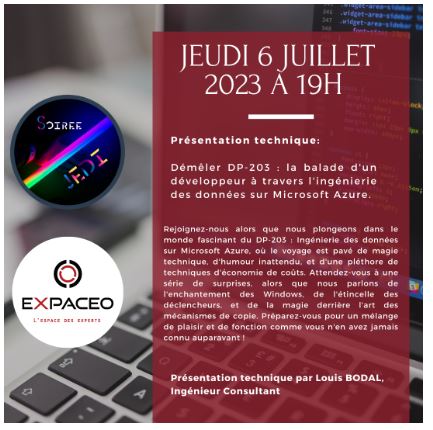 JEUDI 6 JUILLET
2023 À 19H
SOIREE
JEDI
Présentation technique:
Démêler DP-203 : la balade d'un
développeur à travers l'ingénierie
des données sur Microsoft Azure.
EXPACEO
L'ESPACE DES EXPERTS
Rejoignez-nous alors que nous plongeons dans le
monde fascinant du DP-203 : Ingénierie des données
sur Microsoft Azure, où le voyage est pavé de magie
technique, d'humour inattendu, et d'une pléthore de
techniques d'économie de coûts. Attendez-vous à une
série de surprises, alors que nous parlons de
l'enchantement des Windows, de l'étincelle des
déclencheurs, et de la magie derrière l'art des
mécanismes de copie. Préparez-vous pour un mélange
de plaisir et de fonction comme vous n'en avez jamais
connu auparavant !
Présentation technique par Louis BODAL,
Ingénieur Consultant